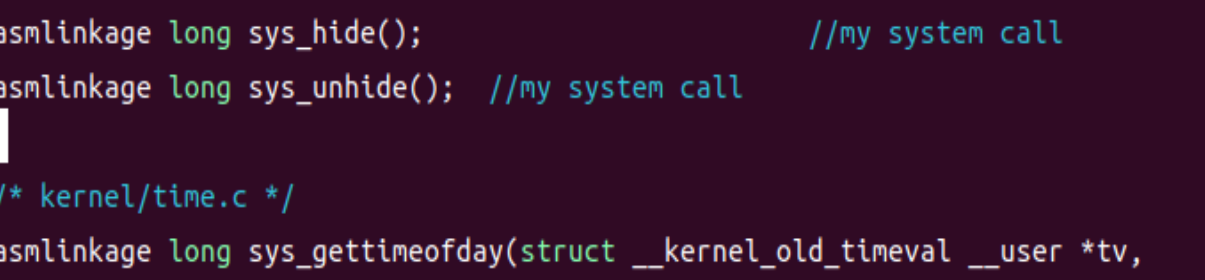 asmlinkage long sys_hide(); //my system call
asmlinkage long sys_unhide(); //my system call
/* kernel/time.c */
asmlinkage long sys_gettimeofday(struct __kernel_old_timeval __user *tv,